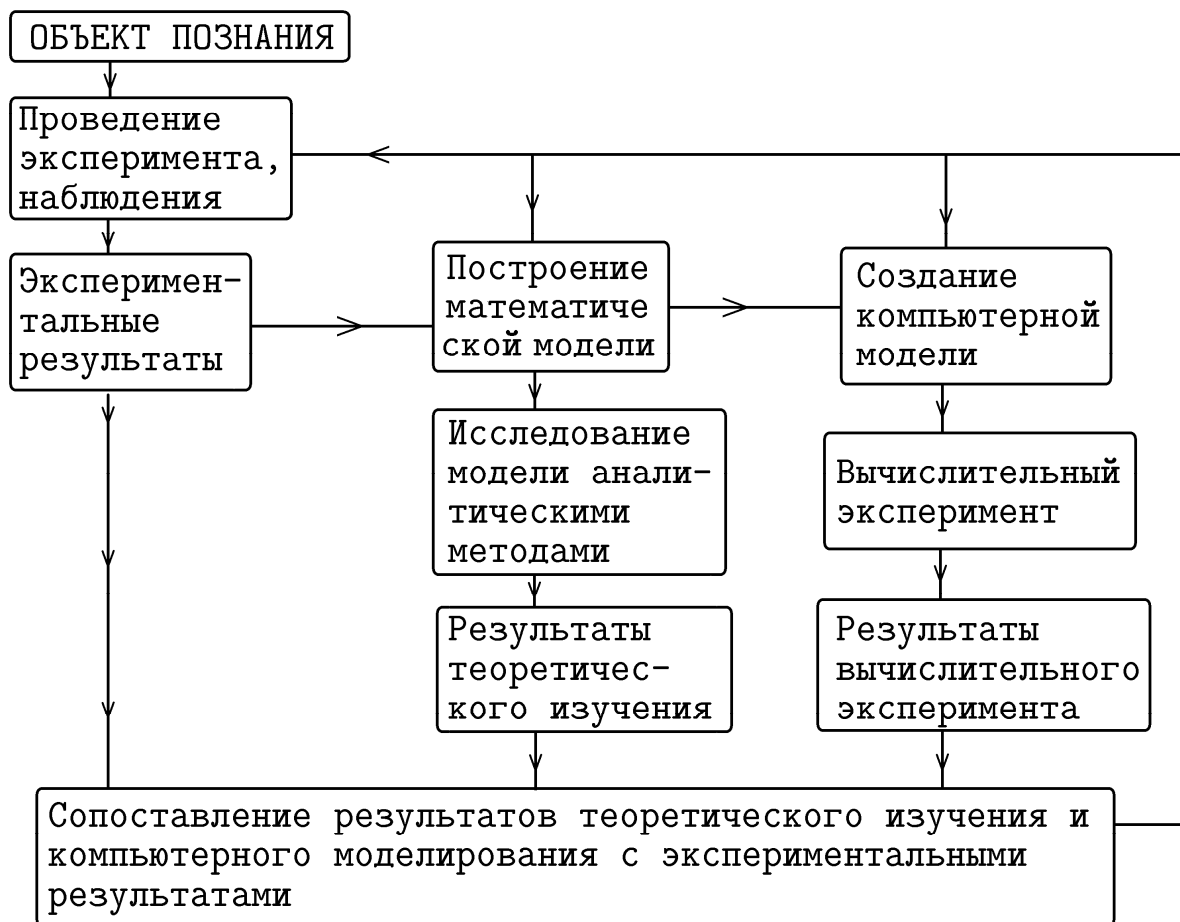 ОБЪЕКТ ПОЗНАНИЯ
Проведение
эксперимента,
наблюдения
Эксперимен-
тальные
результаты
Построение
математиче
ской модели
Создание
компьютерной
модели
Исследование
модели анали-
тическими
методами
Вычислительный
эксперимент
Результаты
теоретичес-
кого изучения
Результаты
вычислительного
эксперимента
Сопоставление результатов теоретического изучения и
компьютерного моделирования с экспериментальными
результатами